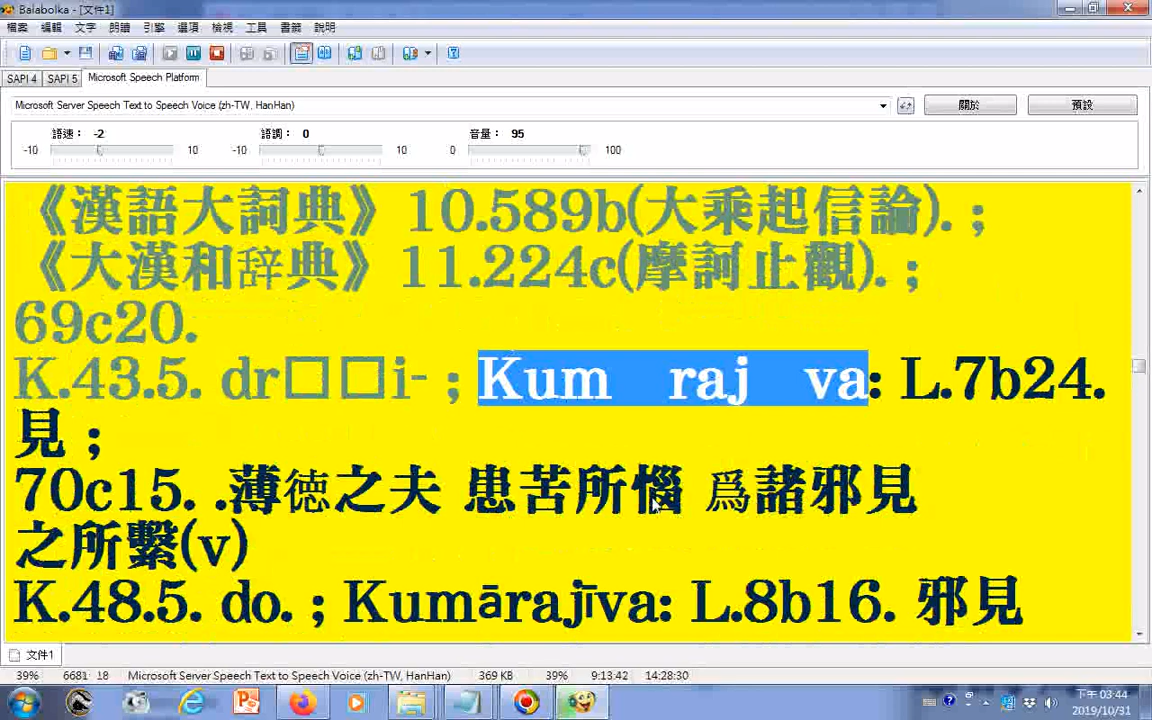 Balabolka - [文件1]
檔案 編輯 文字 朗讀 引擎 選項 檢視 工具 書籤 說明
SAPI 4 SAPI 5 Microsoft Speech Platform
Microsoft Server Speech Text to Speech Voice (zh-TW, HanHan) 關於 預設
語速： -2 語調： 0 音量： 95
-10 10 -10 10 0 100
《漢語大詞典》 10.589b(大乘起信論). ;
《大漢和辞典》 11.224c(摩訶止觀). ;
69c20.
K.43.5. dr□□i- ; Kum raj va: L.7b24.
見 ;
70c15. .薄徳之夫 患苦所惱 爲諸邪見
之所繫(v)
K.48.5. do. ; Kumārajīva: L.8b16. 邪見
文件1
39% 6681 18 Microsoft Server Speech Text to Speech Voice (zh-TW, HanHan) 369 KB 39% 9:13:42 14:28:30
下午 03:44
2019/10/31